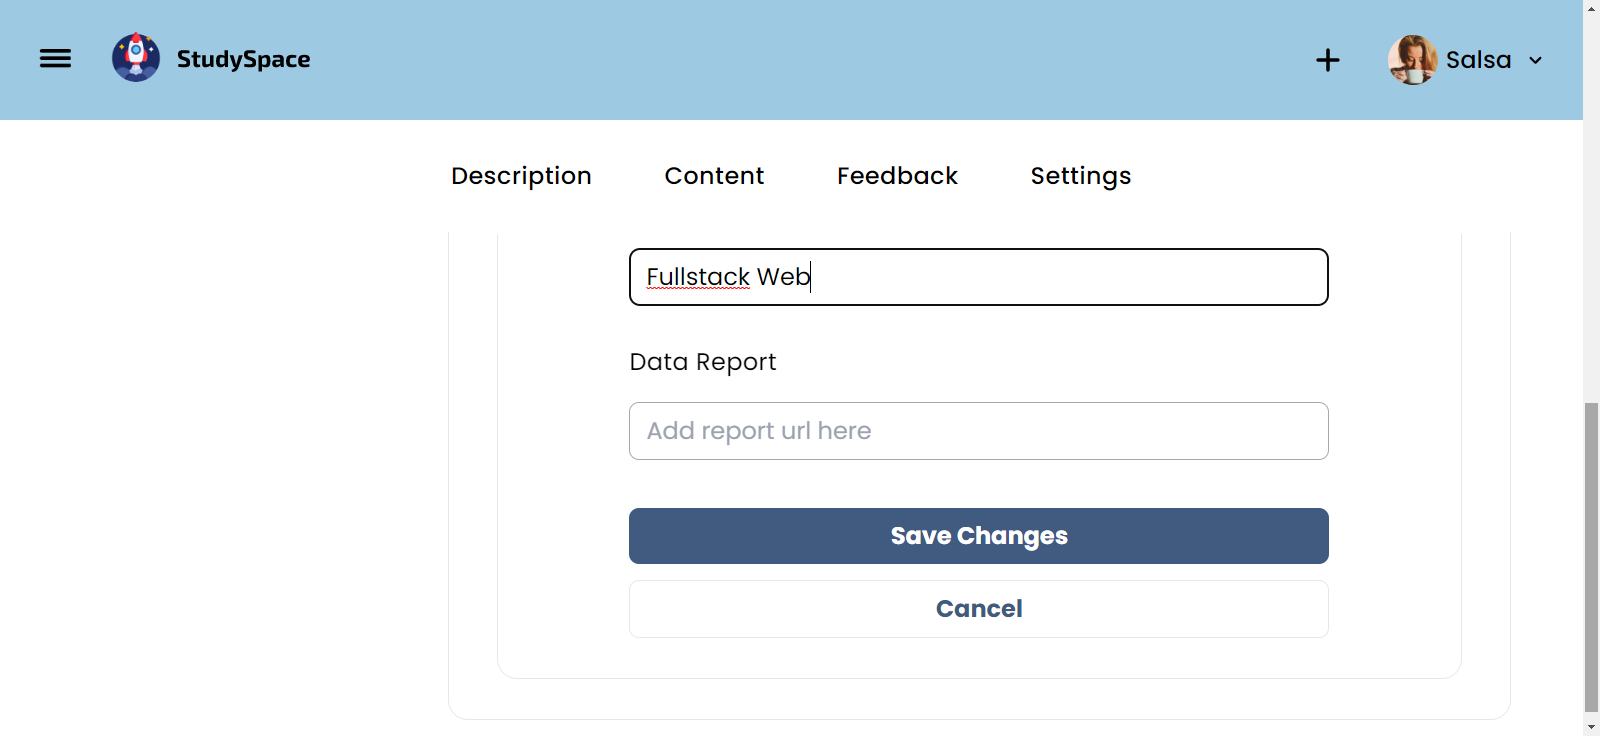 StudySpace
Salsa
Description Content Feedback Settings
Fullstack Web
Data Report
Add report url here
Save Changes
Cancel